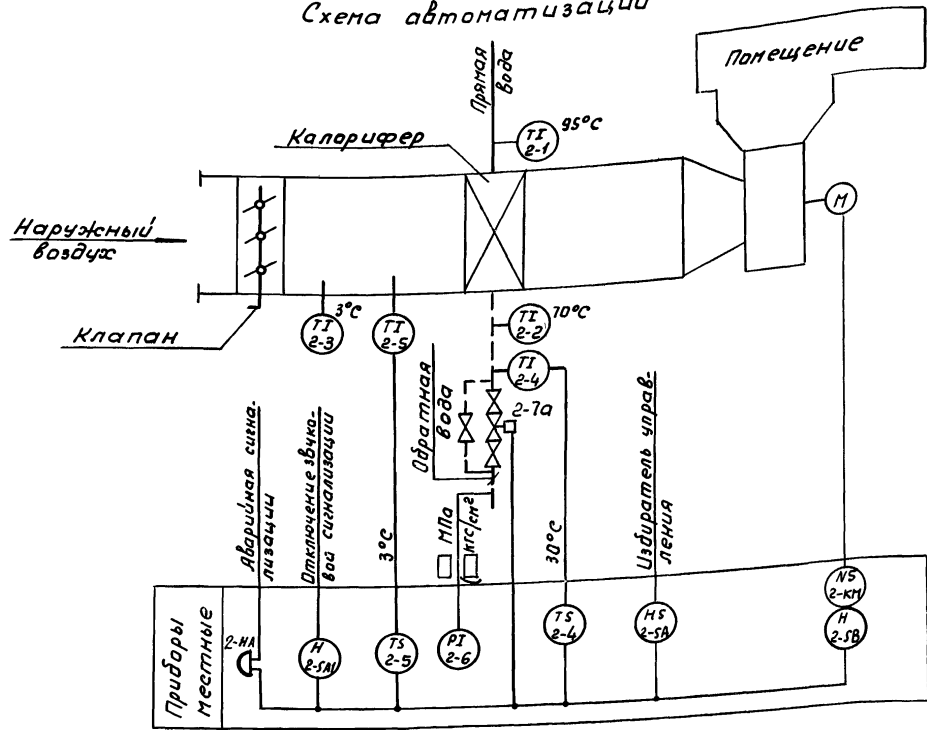 Схема автоматизации
Помещение
Прямая
вода
TI
2-1
95°C
Калорифер
М
Наружный
воздух
Клапан
TI
2-3
3°C
TI
2-5
TI
2-2
70°C
TI
2-4
2-7а
Обратная
вода
Аварийная сигна-
лизации
Отключение звуко-
вой сигнализации
3°C
МПа
кгс/см²
30°C
Избиратель управ-
ления
Приборы
местные
2-НА
H
2-SA1
TS
2-5
PI
2-6
TS
2-4
HS
2-SA
NS
2-КМ
H
2-SB